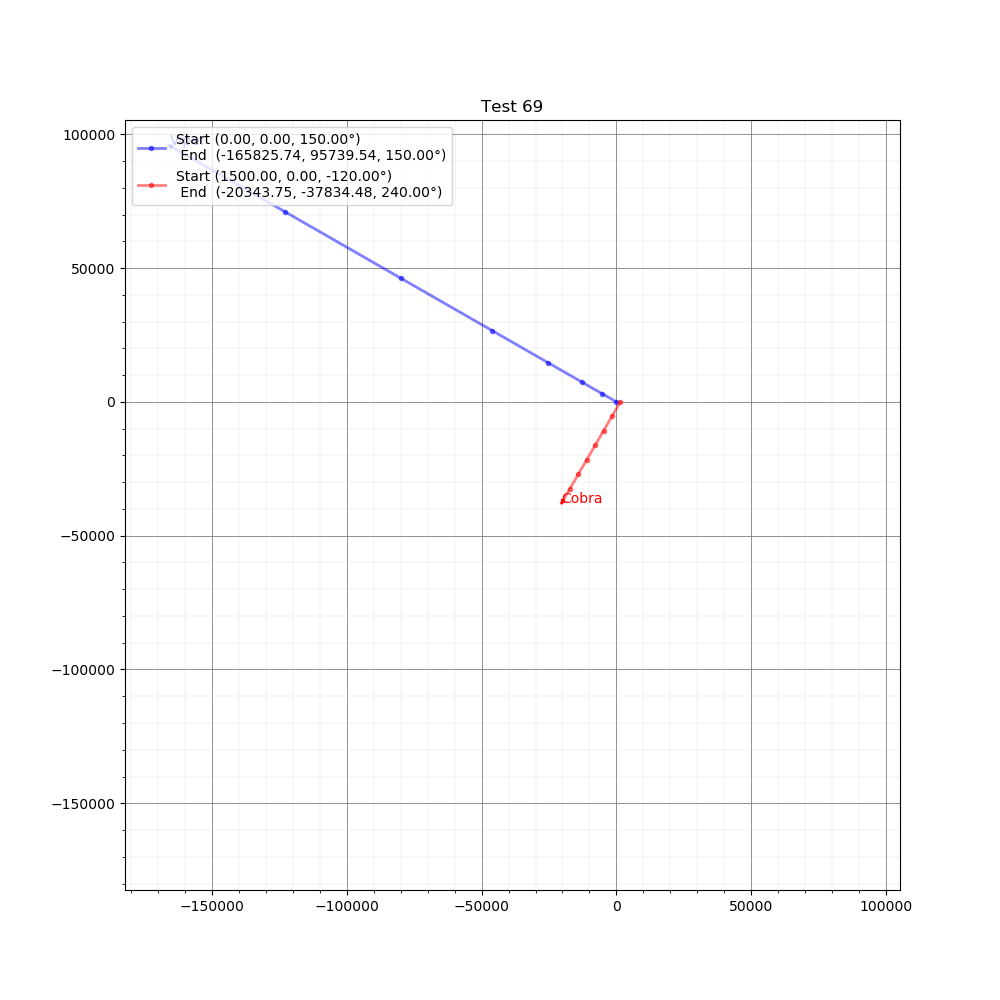 Test 69
Start (0.00, 0.00, 150.00°)
End (-165825.74, 95739.54, 150.00°)
Start (1500.00, 0.00, -120.00°)
End (-20343.75, -37834.48, 240.00°)
100000
50000
0
−50000
−100000
−150000
Cobra
−150000
−100000
−50000
0
50000
100000